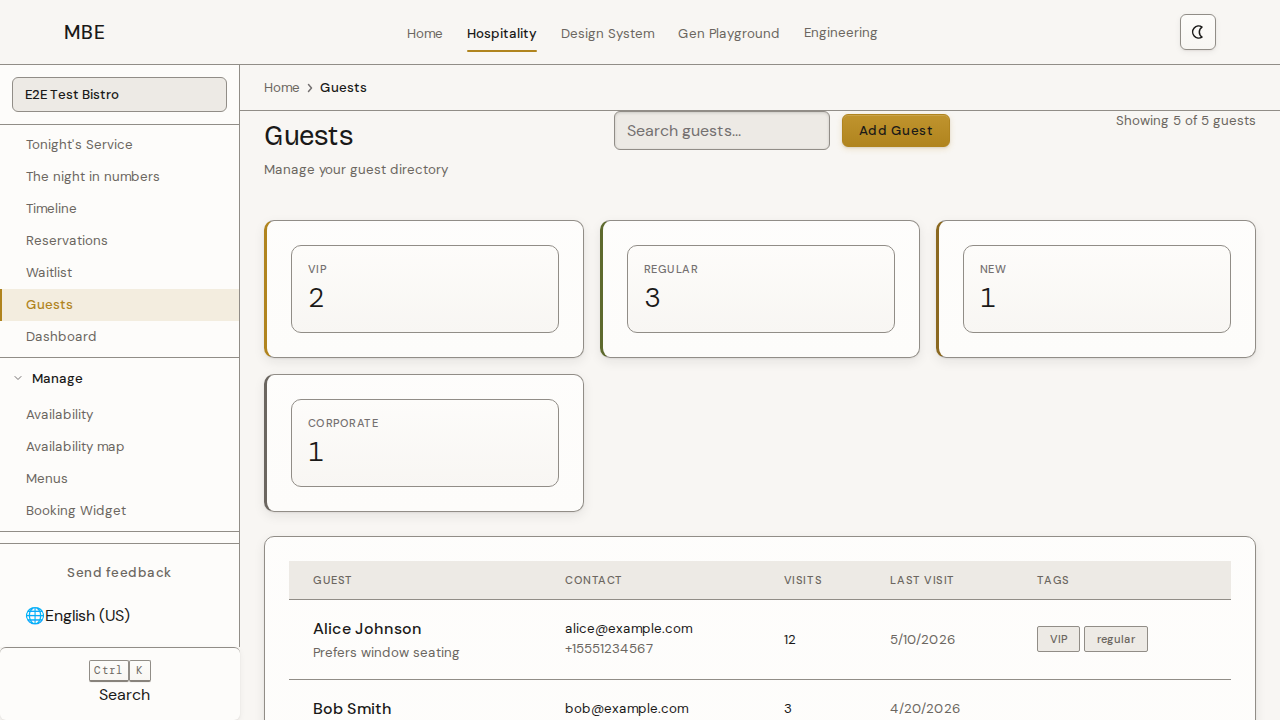 MBE
Home
Hospitality
Design System
Gen Playground
Engineering
E2E Test Bistro
Tonight's Service
The night in numbers
Timeline
Reservations
Waitlist
Guests
Dashboard
Manage
Availability
Availability map
Menus
Booking Widget
Send feedback
English (US)
Ctrl K
Search
Home > Guests
Guests
Manage your guest directory
Search guests...
Add Guest
Showing 5 of 5 guests
VIP
2
REGULAR
3
NEW
1
CORPORATE
1
GUEST CONTACT VISITS LAST VISIT TAGS
Alice Johnson
Prefers window seating
alice@example.com
+15551234567
12
5/10/2026
VIP
regular
Bob Smith
bob@example.com
3
4/20/2026